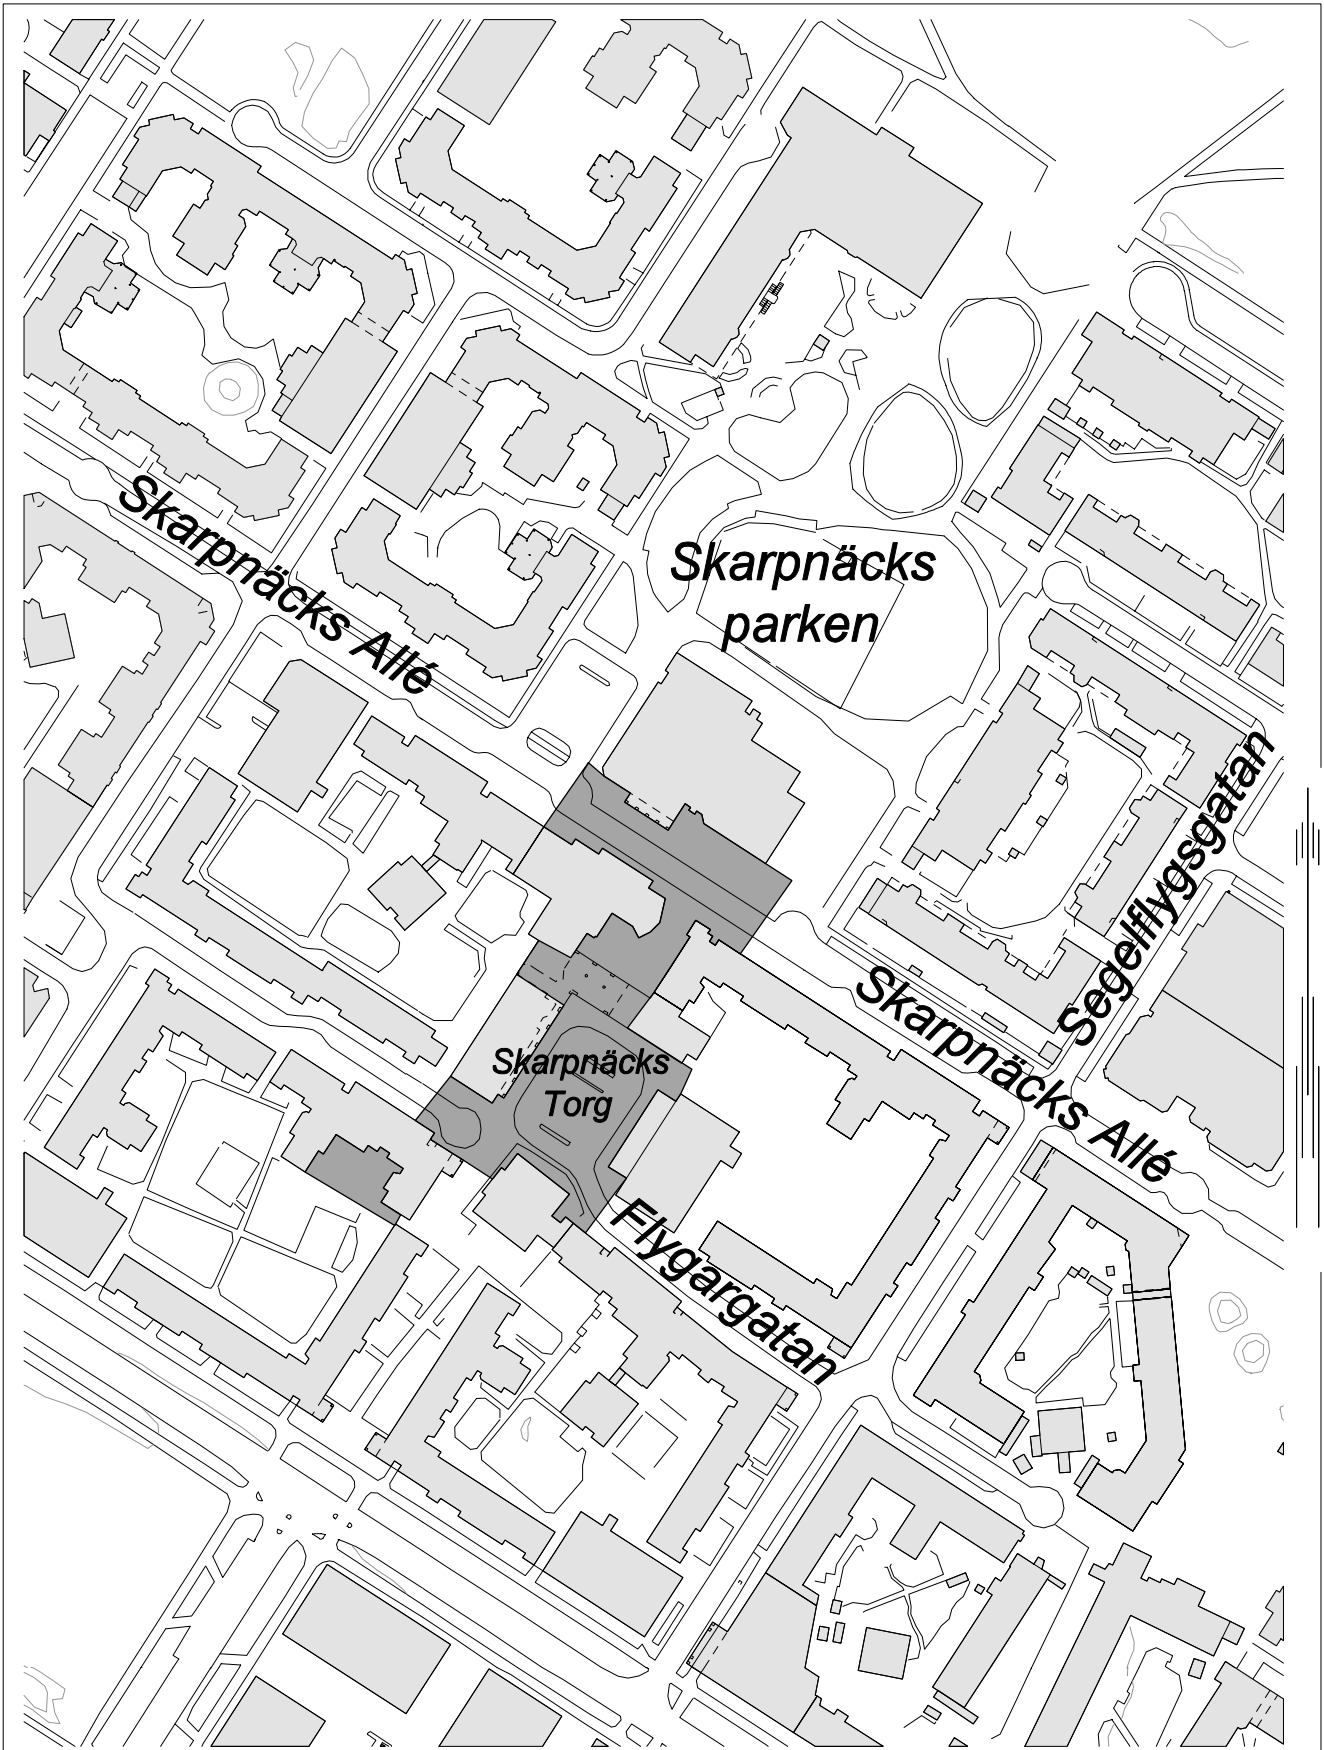 Skarpnäcks Allé
Skarpnäcks
parken
Segelflygsgatan
Skarpnäcks Allé
Skarpnäcks
Torg
Flygargatan